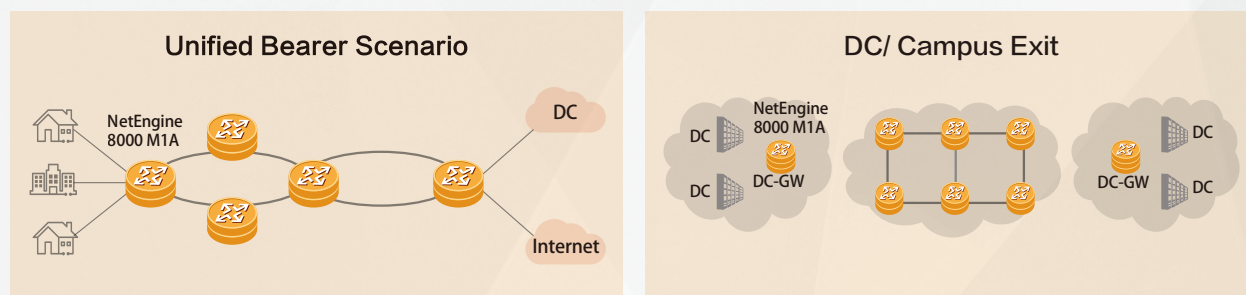 Unified Bearer Scenario
NetEngine
8000 M1A
DC
Internet
DC/ Campus Exit
DC
NetEngine
8000 M1A
DC-GW
DC
DC
DC-GW
DC